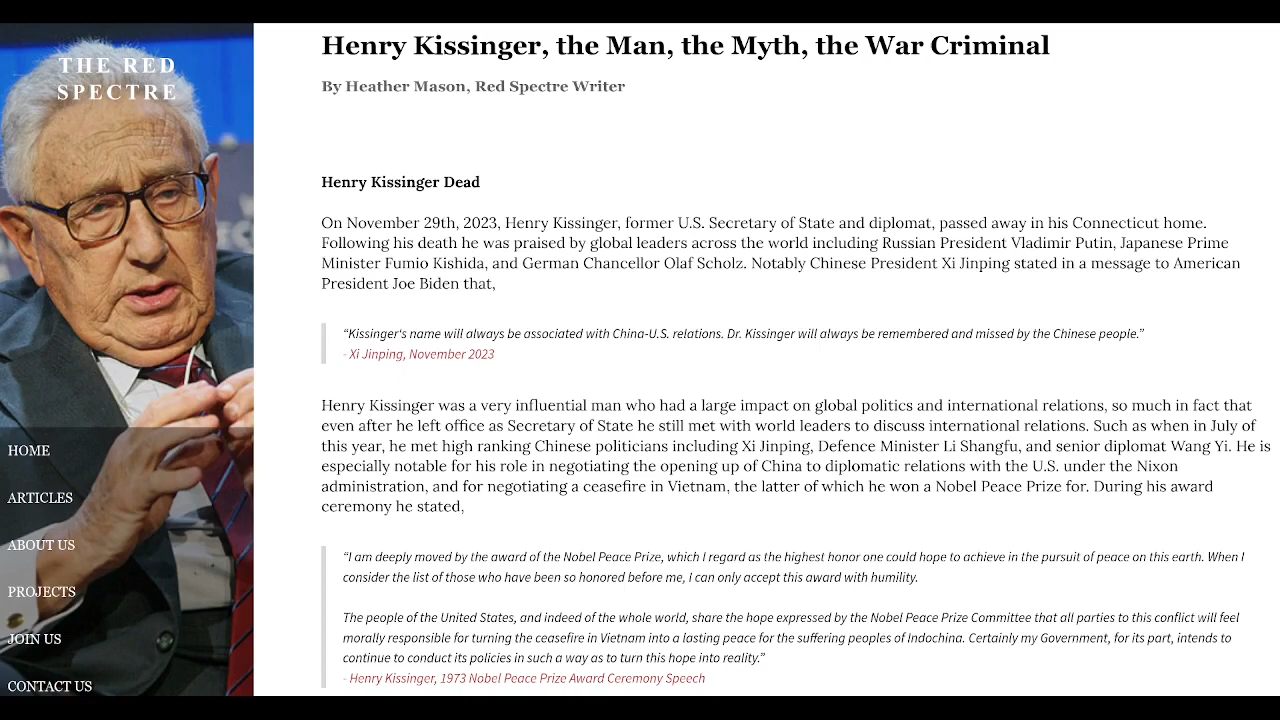 THE RED
SPECTRE
HOME
ARTICLES
ABOUT US
PROJECTS
JOIN US
CONTACT US
Henry Kissinger, the Man, the Myth, the War Criminal
By Heather Mason, Red Spectre Writer
Henry Kissinger Dead
On November 29th, 2023, Henry Kissinger, former U.S. Secretary of State and diplomat, passed away in his Connecticut home.
Following his death he was praised by global leaders across the world including Russian President Vladimir Putin, Japanese Prime
Minister Fumio Kishida, and German Chancellor Olaf Scholz. Notably Chinese President Xi Jinping stated in a message to American
President Joe Biden that,
“Kissinger's name will always be associated with China-U.S. relations. Dr. Kissinger will always be remembered and missed by the Chinese people.”
- Xi Jinping, November 2023
Henry Kissinger was a very influential man who had a large impact on global politics and international relations, so much in fact that
even after he left office as Secretary of State he still met with world leaders to discuss international relations. Such as when in July of
this year, he met high ranking Chinese politicians including Xi Jinping, Defence Minister Li Shangfu, and senior diplomat Wang Yi. He is
especially notable for his role in negotiating the opening up of China to diplomatic relations with the U.S. under the Nixon
administration, and for negotiating a ceasefire in Vietnam, the latter of which he won a Nobel Peace Prize for. During his award
ceremony he stated,
“I am deeply moved by the award of the Nobel Peace Prize, which I regard as the highest honor one could hope to achieve in the pursuit of peace on this earth. When I
consider the list of those who have been so honored before me, I can only accept this award with humility.
The people of the United States, and indeed of the whole world, share the hope expressed by the Nobel Peace Prize Committee that all parties to this conflict will feel
morally responsible for turning the ceasefire in Vietnam into a lasting peace for the suffering peoples of Indochina. Certainly my Government, for its part, intends to
continue to conduct its policies in such a way as to turn this hope into reality.”
- Henry Kissinger, 1973 Nobel Peace Prize Award Ceremony Speech